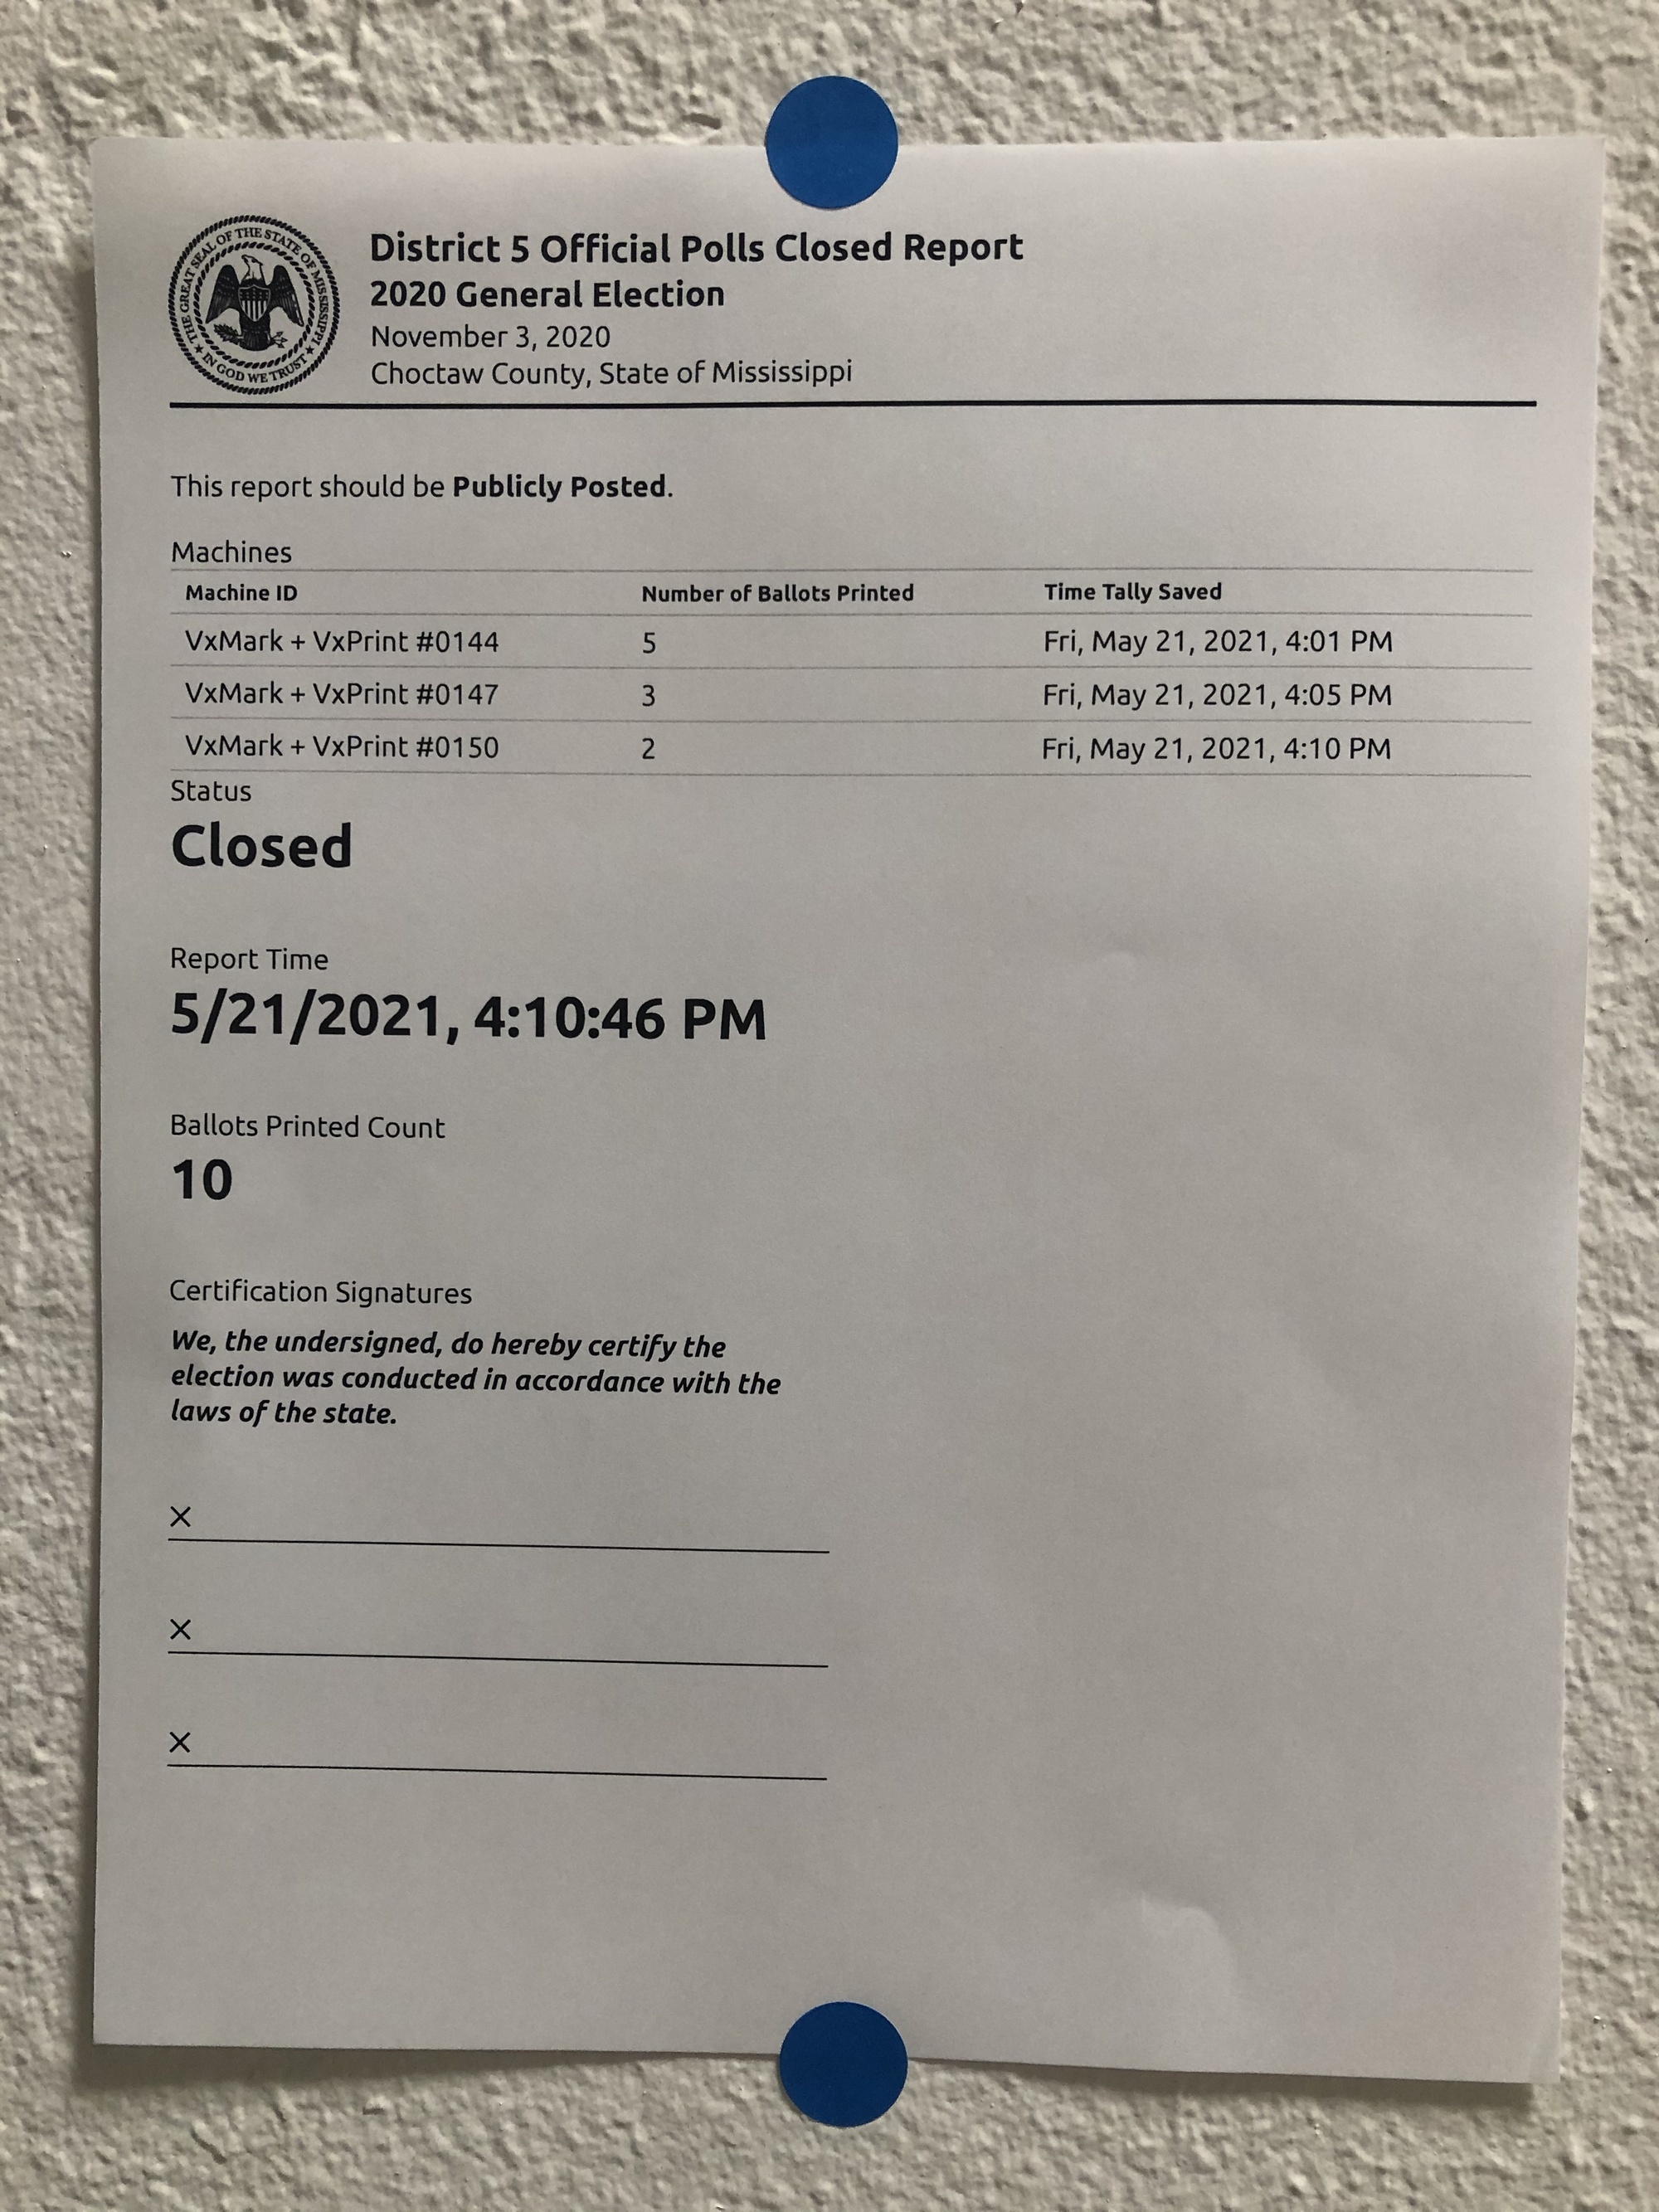 THE GREAT SEAL OF THE STATE OF MISSISSIPPI
★ IN GOD WE TRUST ★
District 5 Official Polls Closed Report
2020 General Election
November 3, 2020
Choctaw County, State of Mississippi
This report should be Publicly Posted.
Machines
Machine ID Number of Ballots Printed Time Tally Saved
VxMark + VxPrint #0144 5 Fri, May 21, 2021, 4:01 PM
VxMark + VxPrint #0147 3 Fri, May 21, 2021, 4:05 PM
VxMark + VxPrint #0150 2 Fri, May 21, 2021, 4:10 PM
Status
Closed
Report Time
5/21/2021, 4:10:46 PM
Ballots Printed Count
10
Certification Signatures
We, the undersigned, do hereby certify the
election was conducted in accordance with the
laws of the state.
X
X
X